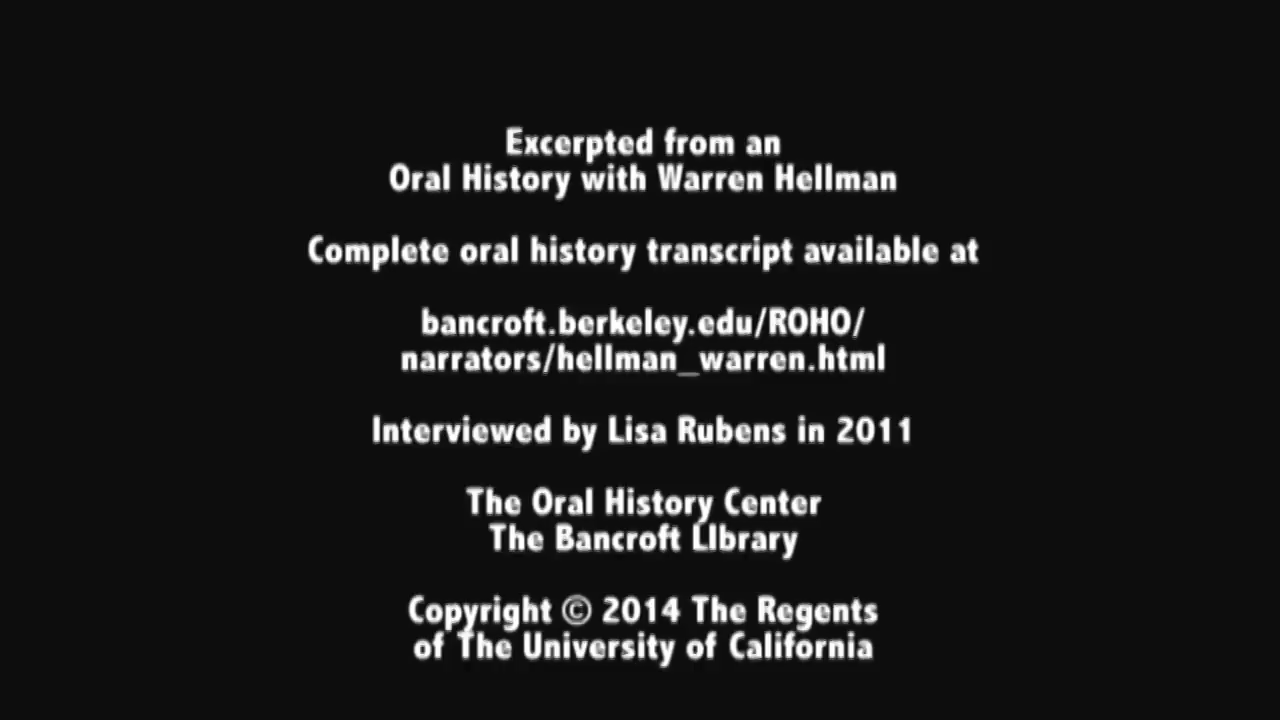 Excerpted from an
Oral History with Warren Hellman
Complete oral history transcript available at
bancroft.berkeley.edu/ROHO/
narrators/hellman_warren.html
Interviewed by Lisa Rubens in 2011
The Oral History Center
The Bancroft LIbrary
Copyright © 2014 The Regents
of The University of California